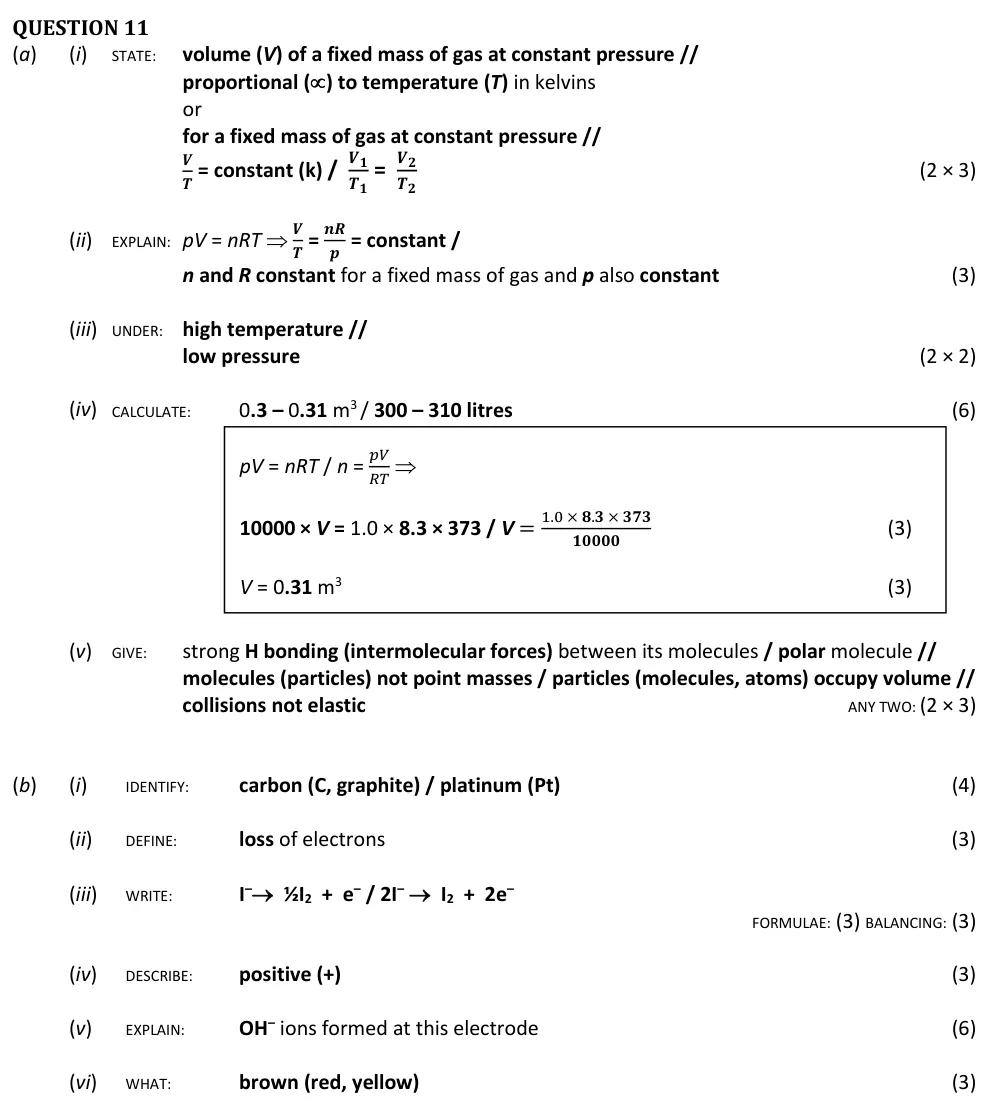 QUESTION 11
(a) (i) STATE: volume (V) of a fixed mass of gas at constant pressure //
proportional (∝) to temperature (T) in kelvins
or
for a fixed mass of gas at constant pressure //
V/T = constant (k) / V₁/T₁ = V₂/T₂ (2 × 3)
(ii) EXPLAIN: pV = nRT ⇒ V/T = nR/p = constant /
n and R constant for a fixed mass of gas and p also constant (3)
(iii) UNDER: high temperature //
low pressure (2 × 2)
(iv) CALCULATE: 0.3 – 0.31 m³ / 300 – 310 litres (6)
pV = nRT / n = pV/RT ⇒
10000 × V = 1.0 × 8.3 × 373 / V = 1.0 × 8.3 × 373/10000 (3)
V = 0.31 m³ (3)
(v) GIVE: strong H bonding (intermolecular forces) between its molecules / polar molecule //
molecules (particles) not point masses / particles (molecules, atoms) occupy volume //
collisions not elastic ANY TWO: (2 × 3)
(b) (i) IDENTIFY: carbon (C, graphite) / platinum (Pt) (4)
(ii) DEFINE: loss of electrons (3)
(iii) WRITE: I⁻→ ½I₂ + e⁻ / 2I⁻ → I₂ + 2e⁻
FORMULAE: (3) BALANCING: (3)
(iv) DESCRIBE: positive (+) (3)
(v) EXPLAIN: OH⁻ ions formed at this electrode (6)
(vi) WHAT: brown (red, yellow) (3)